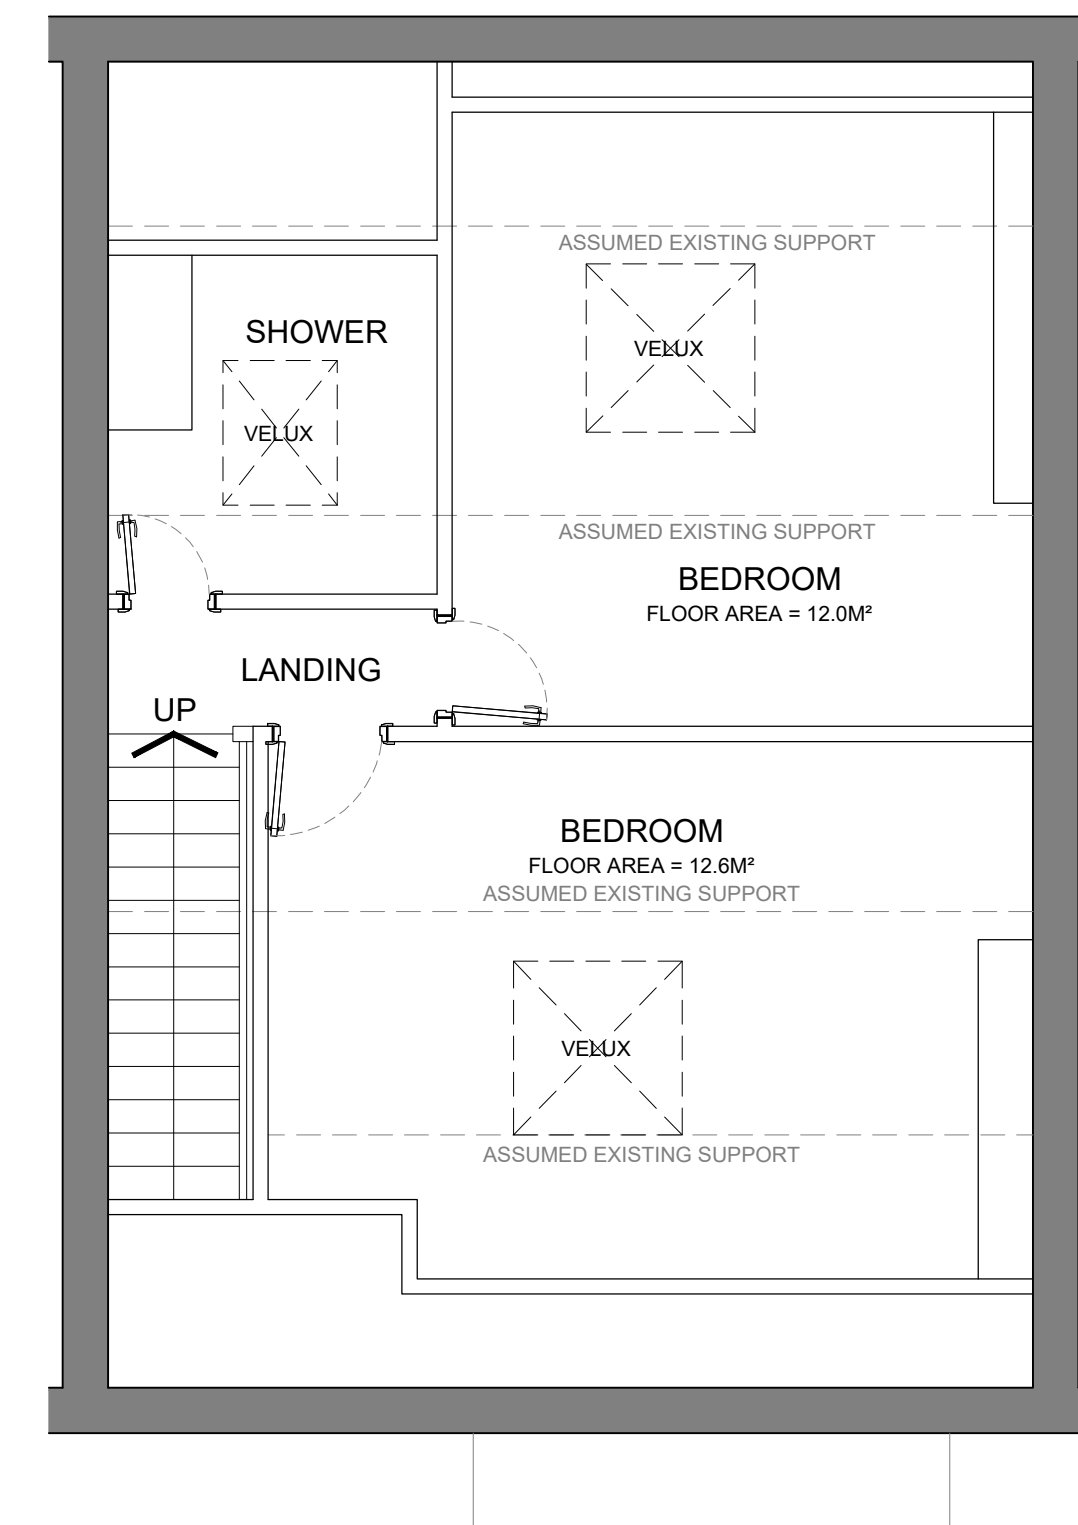 ASSUMED EXISTING SUPPORT
SHOWER
VELUX
VELUX
ASSUMED EXISTING SUPPORT
BEDROOM
FLOOR AREA = 12.0M²
LANDING
UP
BEDROOM
FLOOR AREA = 12.6M²
ASSUMED EXISTING SUPPORT
VELUX
ASSUMED EXISTING SUPPORT